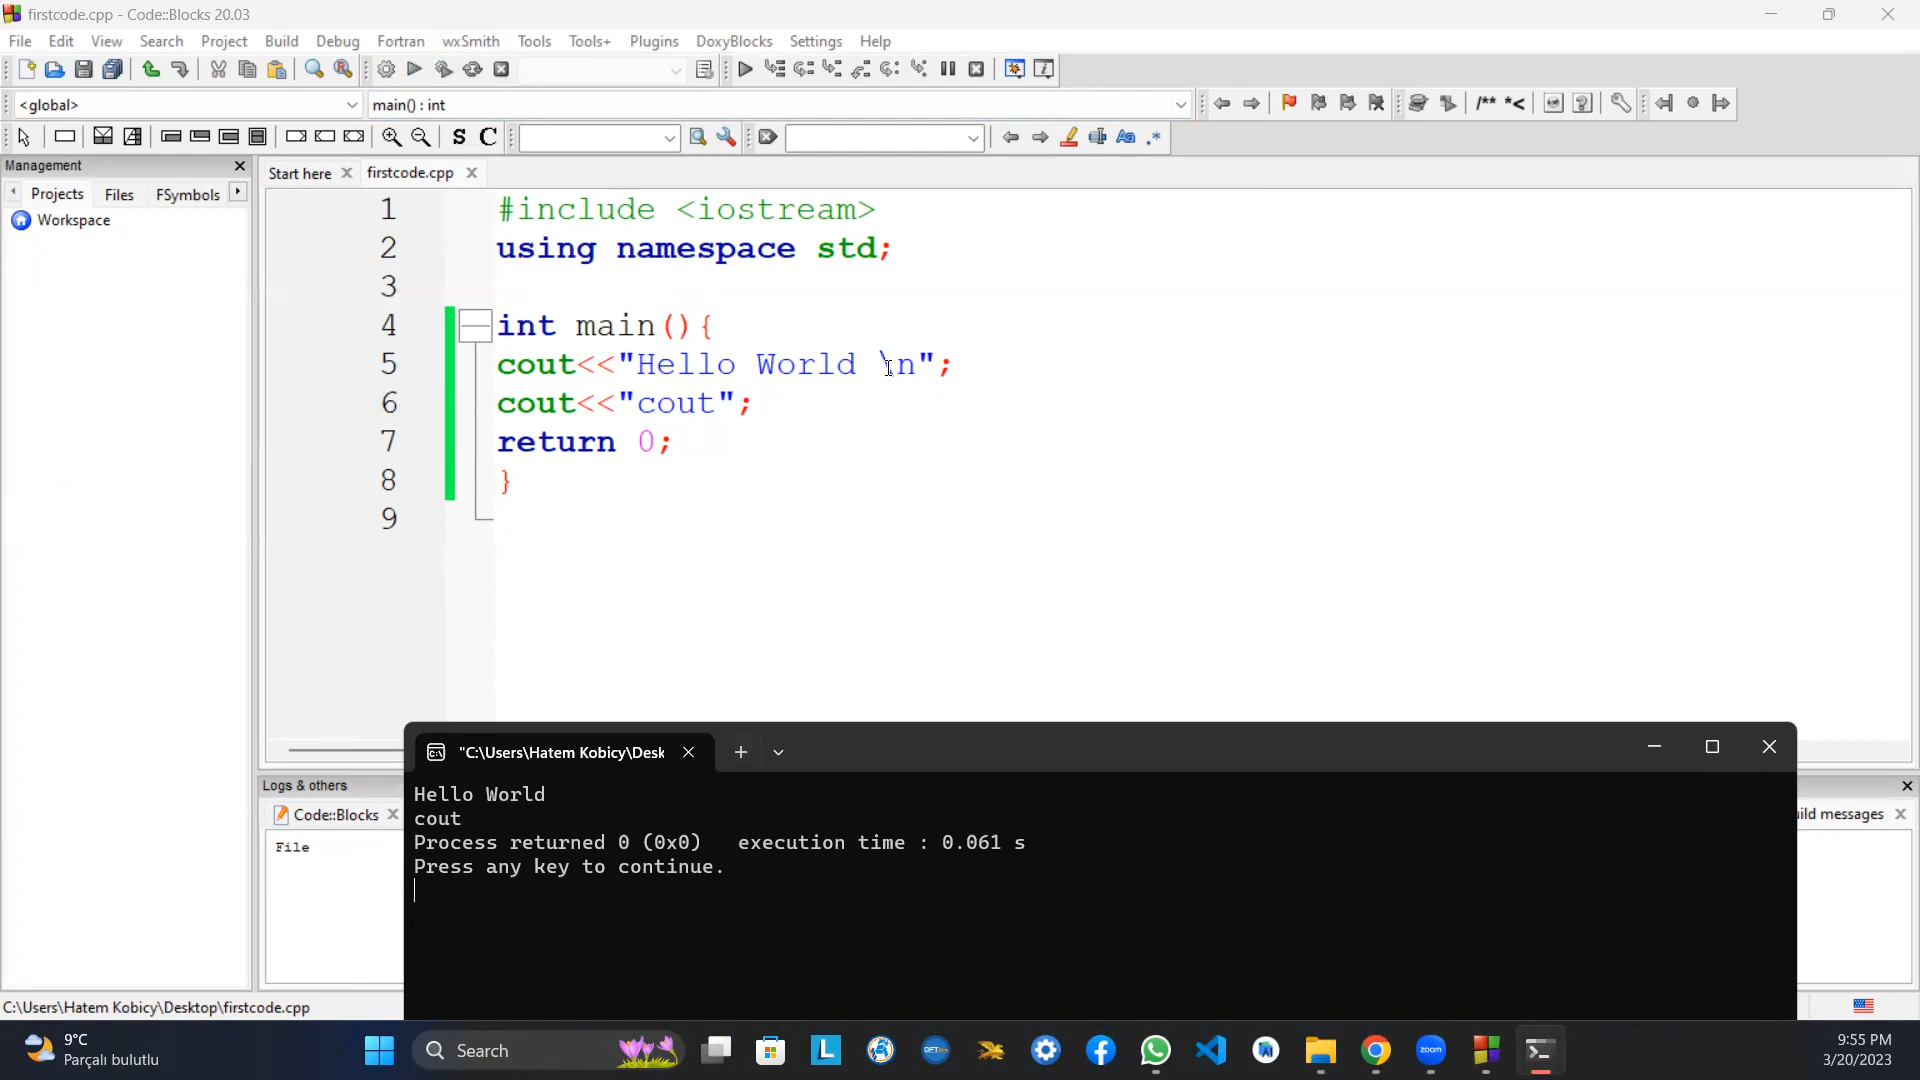 firstcode.cpp - Code::Blocks 20.03
File Edit View Search Project Build Debug Fortran wxSmith Tools Tools+ Plugins DoxyBlocks Settings Help
<global> main() : int
/** *<
S C Aa .*
Management
Projects Files FSymbols
Workspace
Start here firstcode.cpp
1 #include <iostream>
2 using namespace std;
3
4 int main(){
5 cout<<"Hello World \n";
6 cout<<"cout";
7 return 0;
8 }
9
Logs & others
Code::Blocks
ild messages
File
"C:\Users\Hatem Kobicy\Desk
Hello World
cout
Process returned 0 (0x0)   execution time : 0.061 s
Press any key to continue.
C:\Users\Hatem Kobicy\Desktop\firstcode.cpp
9°C
Parçalı bulutlu
Search
L
zoom
9:55 PM
3/20/2023